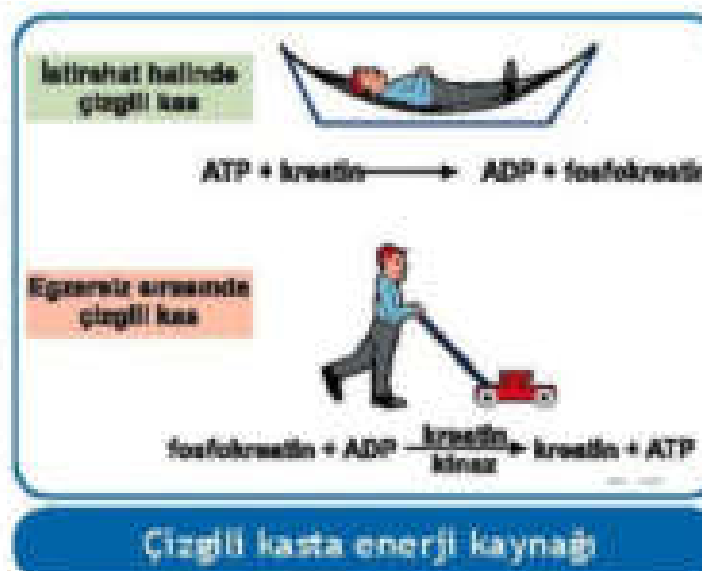 İstirahat halinde
çizgili kas
ATP + kreatin → ADP + fosfokreatin
Egzersiz sırasında
çizgili kas
fosfokreatin + ADP kreatin kinaz → kreatin + ATP
Çizgili kasta enerji kaynağı